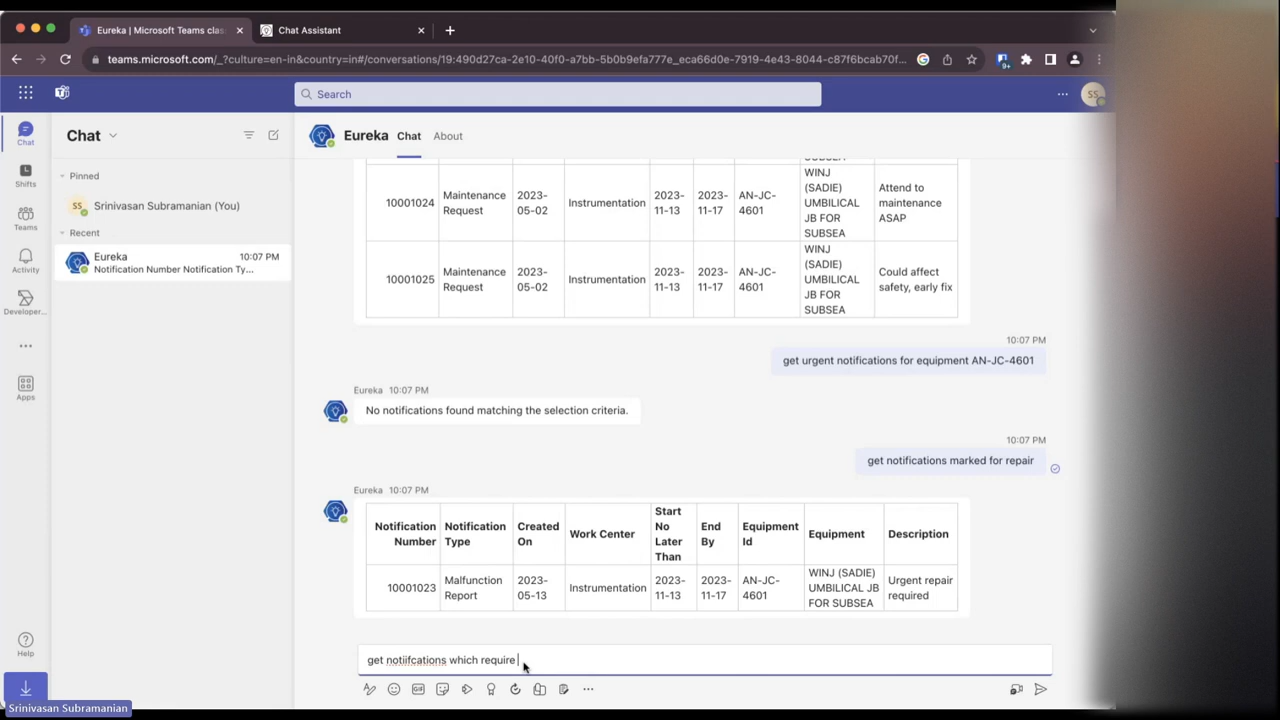 Eureka | Microsoft Teams clas
Chat Assistant
teams.microsoft.com/_?culture=en-in&country=in#/conversations/19:490d27ca-2e10-40f0-a7bb-5b0b9efa777e_eca66d0e-7919-4e43-8044-c87f6bcab70f...
9+
Search
SS
Chat
Shifts
Teams
Activity
Developer...
Apps
Help
Chat
Pinned
SS
Srinivasan Subramanian (You)
Recent
Eureka
10:07 PM
Notification Number Notification Ty...
Eureka
Chat
About
SUBSEA
10001024
Maintenance
Request
2023-
05-02
Instrumentation
2023-
11-13
2023-
11-17
AN-JC-
4601
WINJ
(SADIE)
UMBILICAL
JB FOR
SUBSEA
Attend to
maintenance
ASAP
10001025
Maintenance
Request
2023-
05-02
Instrumentation
2023-
11-13
2023-
11-17
AN-JC-
4601
WINJ
(SADIE)
UMBILICAL
JB FOR
SUBSEA
Could affect
safety, early fix
10:07 PM
get urgent notifications for equipment AN-JC-4601
Eureka 10:07 PM
No notifications found matching the selection criteria.
10:07 PM
get notifications marked for repair
Eureka 10:07 PM
Notification
Number
Notification
Type
Created
On
Work Center
Start
No
Later
Than
End
By
Equipment
Id
Equipment
Description
10001023
Malfunction
Report
2023-
05-13
Instrumentation
2023-
11-13
2023-
11-17
AN-JC-
4601
WINJ (SADIE)
UMBILICAL JB
FOR SUBSEA
Urgent repair
required
get notiifcations which require
GIF
Srinivasan Subramanian